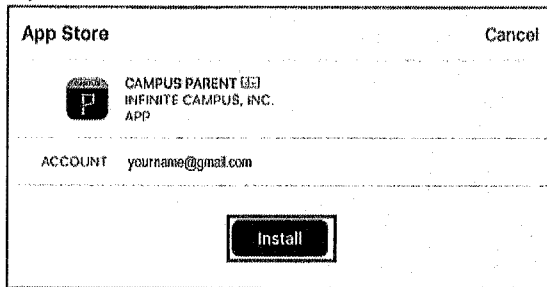 App Store
Cancel
P
CAMPUS PARENT
INFINITE CAMPUS, INC.
APP
ACCOUNT yourname@gmail.com
Install